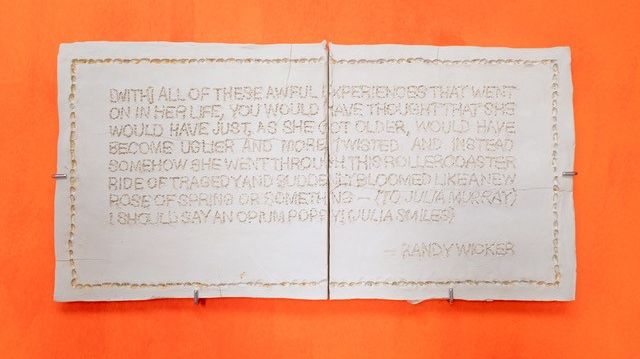 [WITH] ALL OF THESE AWFUL EXPERIENCES THAT WENT
ON IN HER LIFE, YOU WOULD HAVE THOUGHT THAT SHE
WOULD HAVE JUST, AS SHE GOT OLDER, WOULD HAVE
BECOME UGLIER AND MORE TWISTED. AND INSTEAD
SOMEHOW SHE WENT THROUGH THIS ROLLERCOASTER
RIDE OF TRAGEDY AND SUDDENLY BLOOMED LIKE A NEW
ROSE OF SPRING OR SOMETHING — (TO JULIA MURRAY)
I SHOULD SAY AN OPIUM POPPY! (JULIA SMILES)
— RANDY WICKER